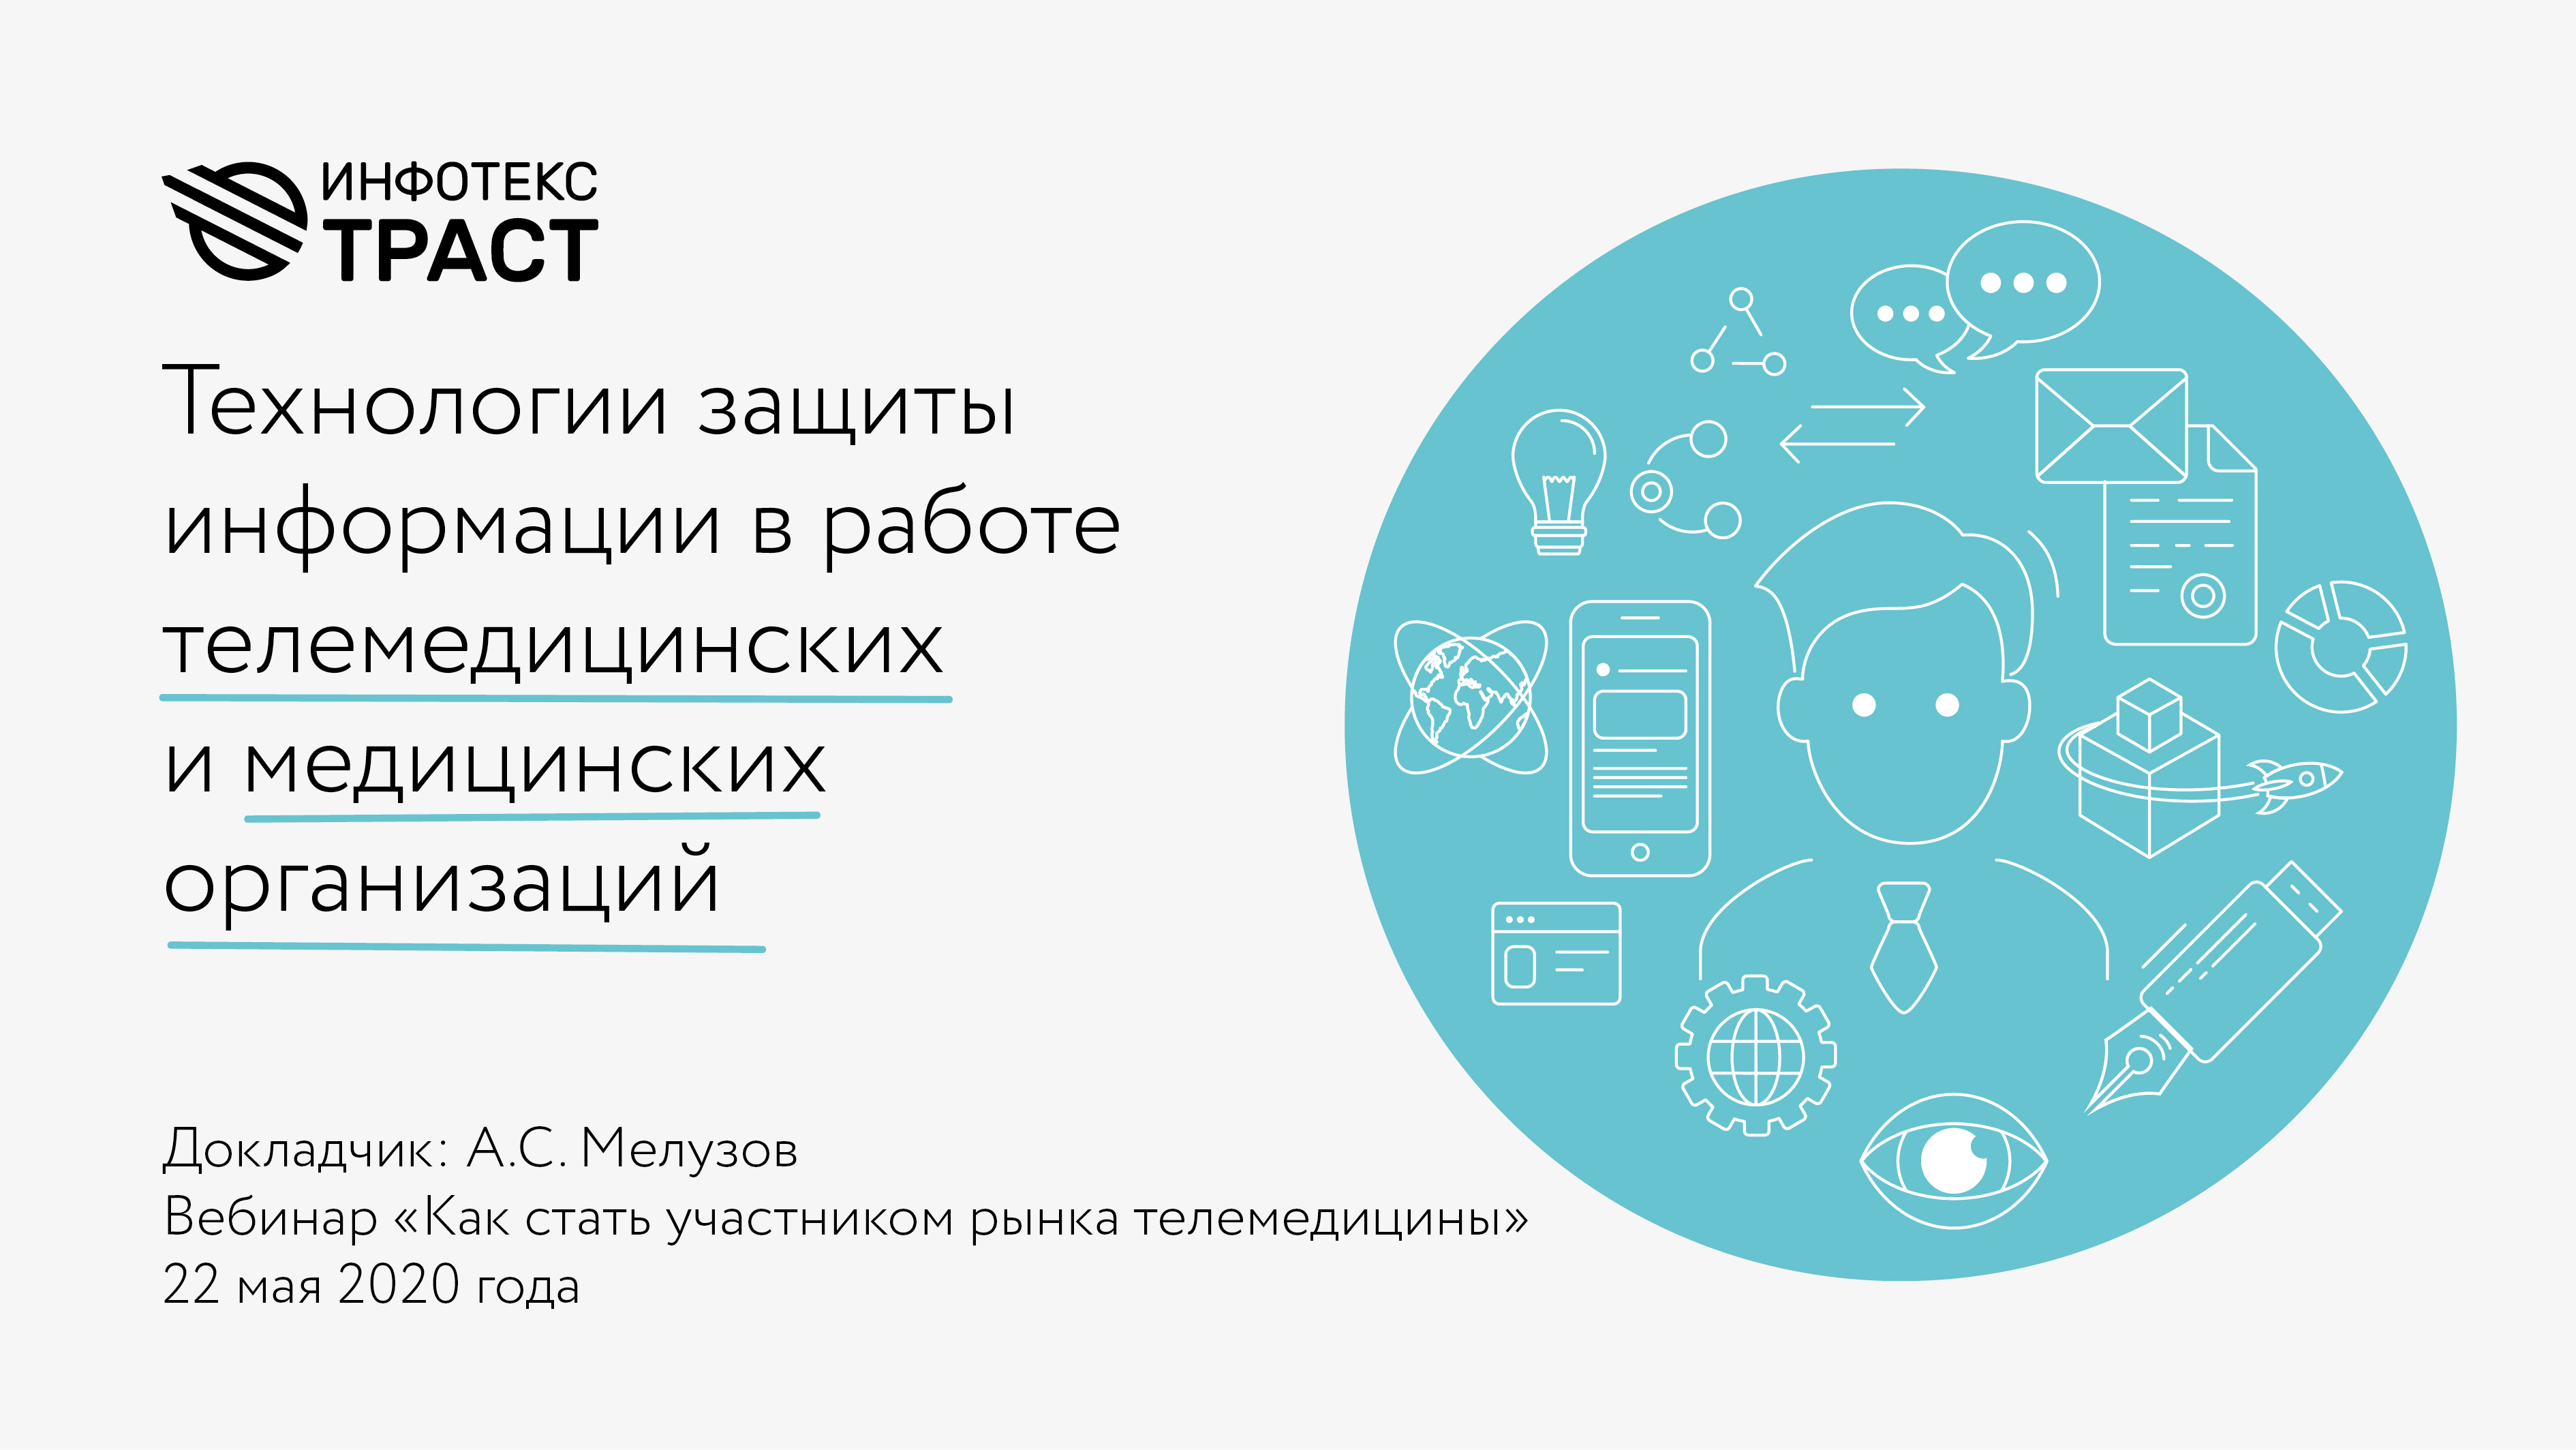 ИНФОТЕКС
ТРАСТ
Технологии защиты
информации в работе
телемедицинских
и медицинских
организаций
Докладчик: А.С. Мелузов
Вебинар «Как стать участником рынка телемедицины»
22 мая 2020 года